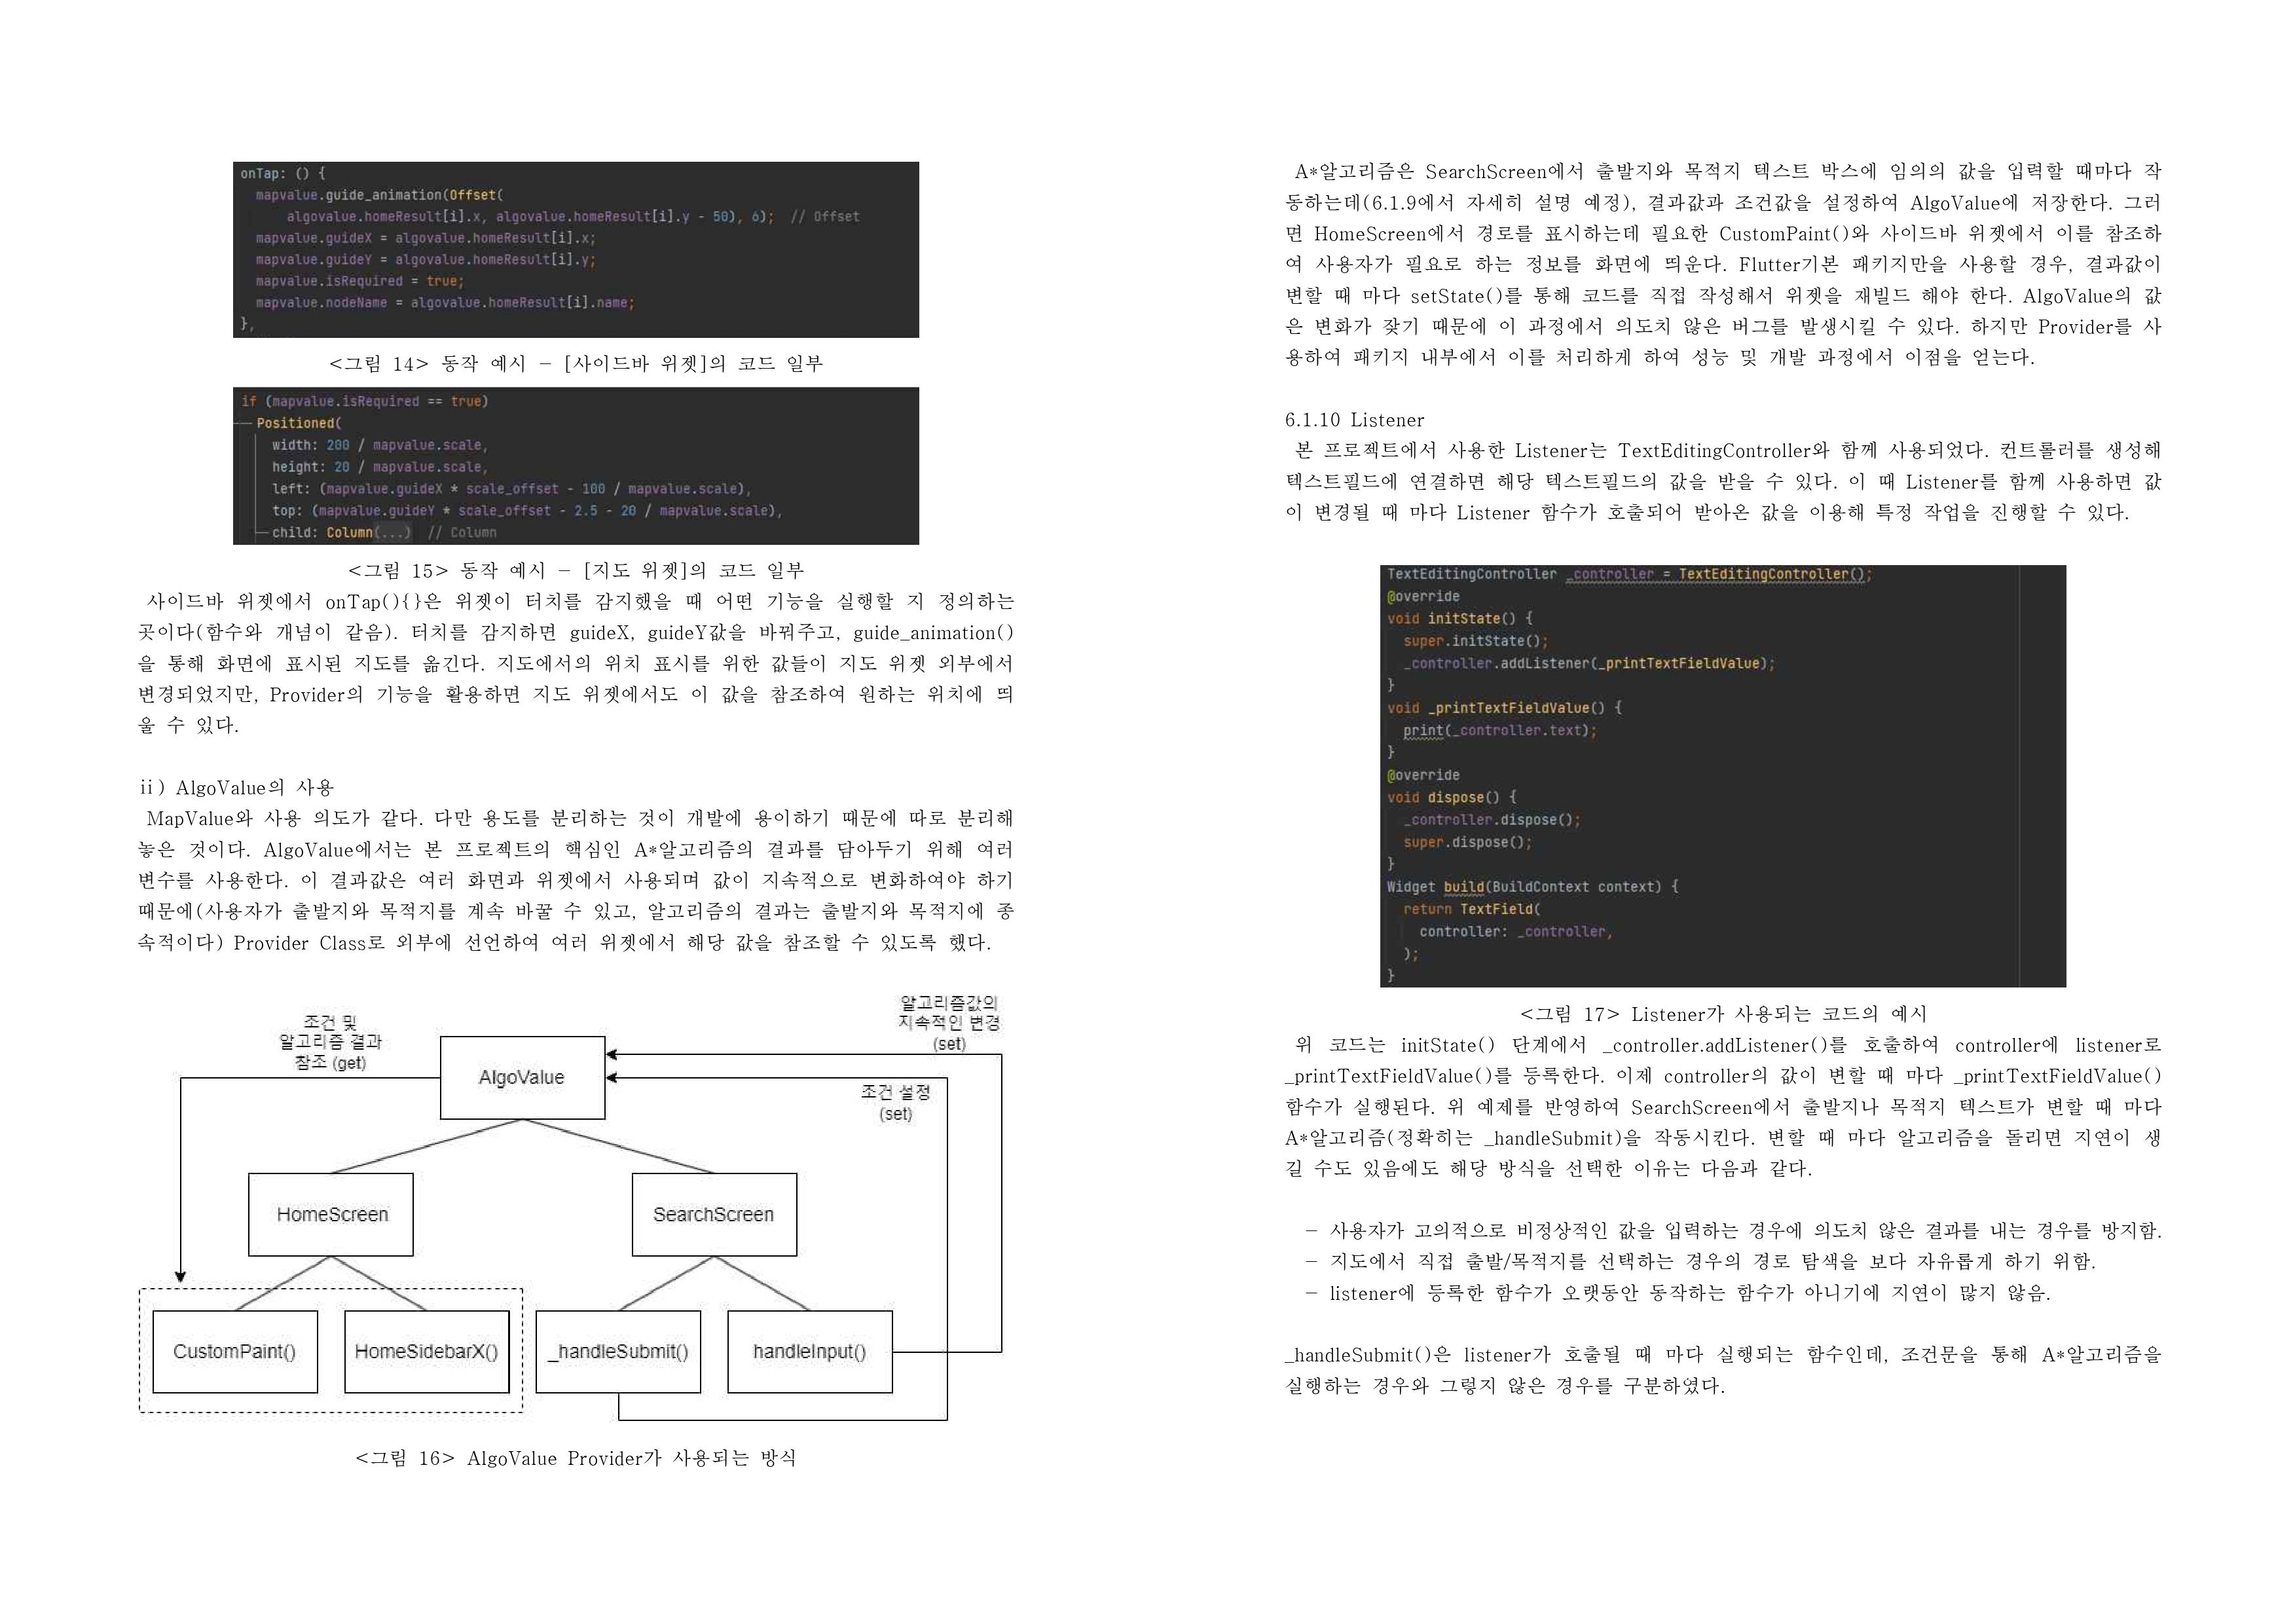 onTap: () {
mapvalue.guide_animation(Offset(
algovalue.homeResult[i].x, algovalue.homeResult[i].y - 50), 6);  // Offset
mapvalue.guideX = algovalue.homeResult[i].x;
mapvalue.guideY = algovalue.homeResult[i].y;
mapvalue.isRequired = true;
mapvalue.nodeName = algovalue.homeResult[i].name;
},
<그림 14> 동작 예시 - [사이드바 위젯]의 코드 일부
if (mapvalue.isRequired == true)
Positioned(
width: 200 / mapvalue.scale,
height: 20 / mapvalue.scale,
left: (mapvalue.guideX * scale_offset - 100 / mapvalue.scale),
top: (mapvalue.guideY * scale_offset - 2.5 - 20 / mapvalue.scale),
child: Column(...)  // Column
<그림 15> 동작 예시 - [지도 위젯]의 코드 일부
사이드바 위젯에서 onTap(){}은 위젯이 터치를 감지했을 때 어떤 기능을 실행할 지 정의하는
곳이다(함수와 개념이 같음). 터치를 감지하면 guideX, guideY값을 바꿔주고, guide_animation()
을 통해 화면에 표시된 지도를 옮긴다. 지도에서의 위치 표시를 위한 값들이 지도 위젯 외부에서
변경되었지만, Provider의 기능을 활용하면 지도 위젯에서도 이 값을 참조하여 원하는 위치에 띄
울 수 있다.
ii) AlgoValue의 사용
MapValue와 사용 의도가 같다. 다만 용도를 분리하는 것이 개발에 용이하기 때문에 따로 분리해
놓은 것이다. AlgoValue에서는 본 프로젝트의 핵심인 A*알고리즘의 결과를 담아두기 위해 여러
변수를 사용한다. 이 결과값은 여러 화면과 위젯에서 사용되며 값이 지속적으로 변화하여야 하기
때문에(사용자가 출발지와 목적지를 계속 바꿀 수 있고, 알고리즘의 결과는 출발지와 목적지에 종
속적이다) Provider Class로 외부에 선언하여 여러 위젯에서 해당 값을 참조할 수 있도록 했다.
알고리즘값의
지속적인 변경
(set)
조건 및
알고리즘 결과
참조 (get)
AlgoValue
조건 설정
(set)
HomeScreen
SearchScreen
CustomPaint()
HomeSidebarX()
_handleSubmit()
handleInput()
<그림 16> AlgoValue Provider가 사용되는 방식
A*알고리즘은 SearchScreen에서 출발지와 목적지 텍스트 박스에 임의의 값을 입력할 때마다 작
동하는데(6.1.9에서 자세히 설명 예정), 결과값과 조건값을 설정하여 AlgoValue에 저장한다. 그러
면 HomeScreen에서 경로를 표시하는데 필요한 CustomPaint()와 사이드바 위젯에서 이를 참조하
여 사용자가 필요로 하는 정보를 화면에 띄운다. Flutter기본 패키지만을 사용할 경우, 결과값이
변할 때 마다 setState()를 통해 코드를 직접 작성해서 위젯을 재빌드 해야 한다. AlgoValue의 값
은 변화가 잦기 때문에 이 과정에서 의도치 않은 버그를 발생시킬 수 있다. 하지만 Provider를 사
용하여 패키지 내부에서 이를 처리하게 하여 성능 및 개발 과정에서 이점을 얻는다.
6.1.10 Listener
본 프로젝트에서 사용한 Listener는 TextEditingController와 함께 사용되었다. 컨트롤러를 생성해
텍스트필드에 연결하면 해당 텍스트필드의 값을 받을 수 있다. 이 때 Listener를 함께 사용하면 값
이 변경될 때 마다 Listener 함수가 호출되어 받아온 값을 이용해 특정 작업을 진행할 수 있다.
TextEditingController _controller = TextEditingController();
@override
void initState() {
super.initState();
_controller.addListener(_printTextFieldValue);
}
void _printTextFieldValue() {
print(_controller.text);
}
@override
void dispose() {
_controller.dispose();
super.dispose();
}
Widget build(BuildContext context) {
return TextField(
controller: _controller,
);
}
<그림 17> Listener가 사용되는 코드의 예시
위 코드는 initState() 단계에서 _controller.addListener()를 호출하여 controller에 listener로
_printTextFieldValue()를 등록한다. 이제 controller의 값이 변할 때 마다 _printTextFieldValue()
함수가 실행된다. 위 예제를 반영하여 SearchScreen에서 출발지나 목적지 텍스트가 변할 때 마다
A*알고리즘(정확히는 _handleSubmit)을 작동시킨다. 변할 때 마다 알고리즘을 돌리면 지연이 생
길 수도 있음에도 해당 방식을 선택한 이유는 다음과 같다.
- 사용자가 고의적으로 비정상적인 값을 입력하는 경우에 의도치 않은 결과를 내는 경우를 방지함.
- 지도에서 직접 출발/목적지를 선택하는 경우의 경로 탐색을 보다 자유롭게 하기 위함.
- listener에 등록한 함수가 오랫동안 동작하는 함수가 아니기에 지연이 많지 않음.
_handleSubmit()은 listener가 호출될 때 마다 실행되는 함수인데, 조건문을 통해 A*알고리즘을
실행하는 경우와 그렇지 않은 경우를 구분하였다.